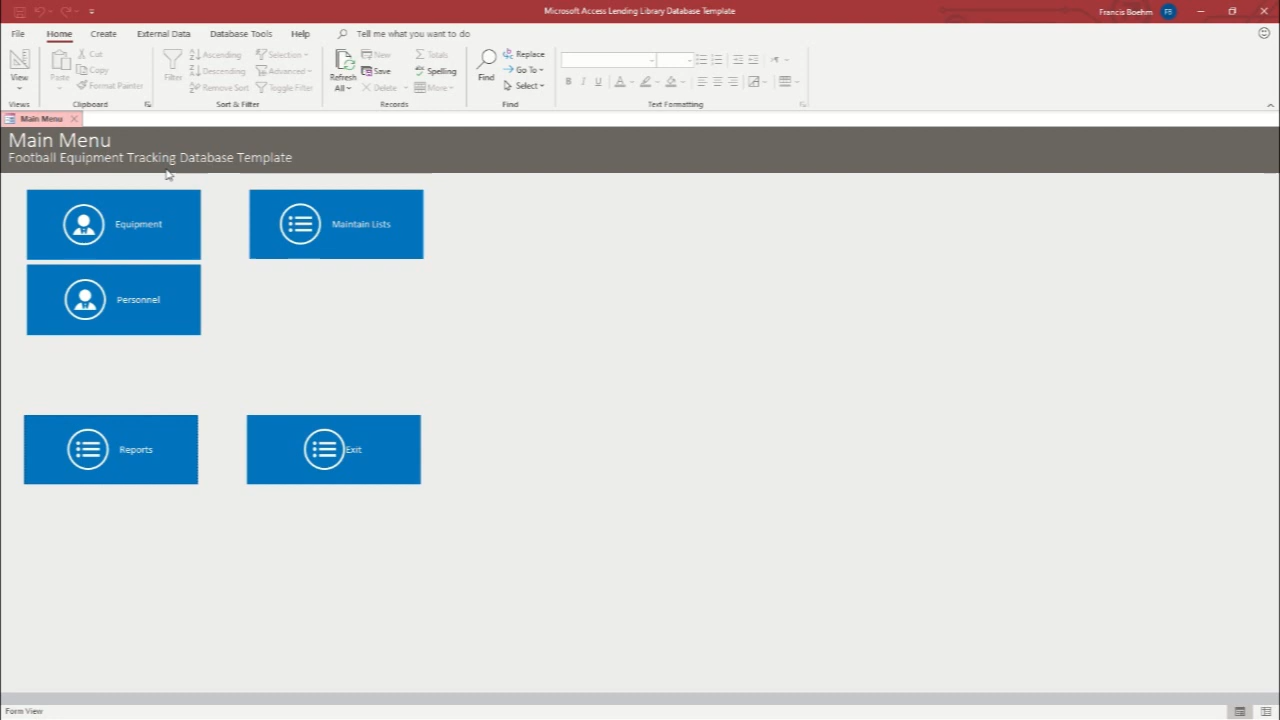 Microsoft Access Lending Library Database Template
Francis Boehm FB
File Home Create External Data Database Tools Help Tell me what you want to do
View
Paste
Cut
Copy
Format Painter
Filter
Ascending
Descending
Remove Sort
Selection
Advanced
Toggle Filter
Refresh
All
New
Save
Delete
Totals
Spelling
More
Find
Replace
Go To
Select
B I U A
Views Clipboard Sort & Filter Records Find Text Formatting
Main Menu
Main Menu
Football Equipment Tracking Database Template
Equipment
Maintain Lists
Personnel
Reports
Exit
Form View